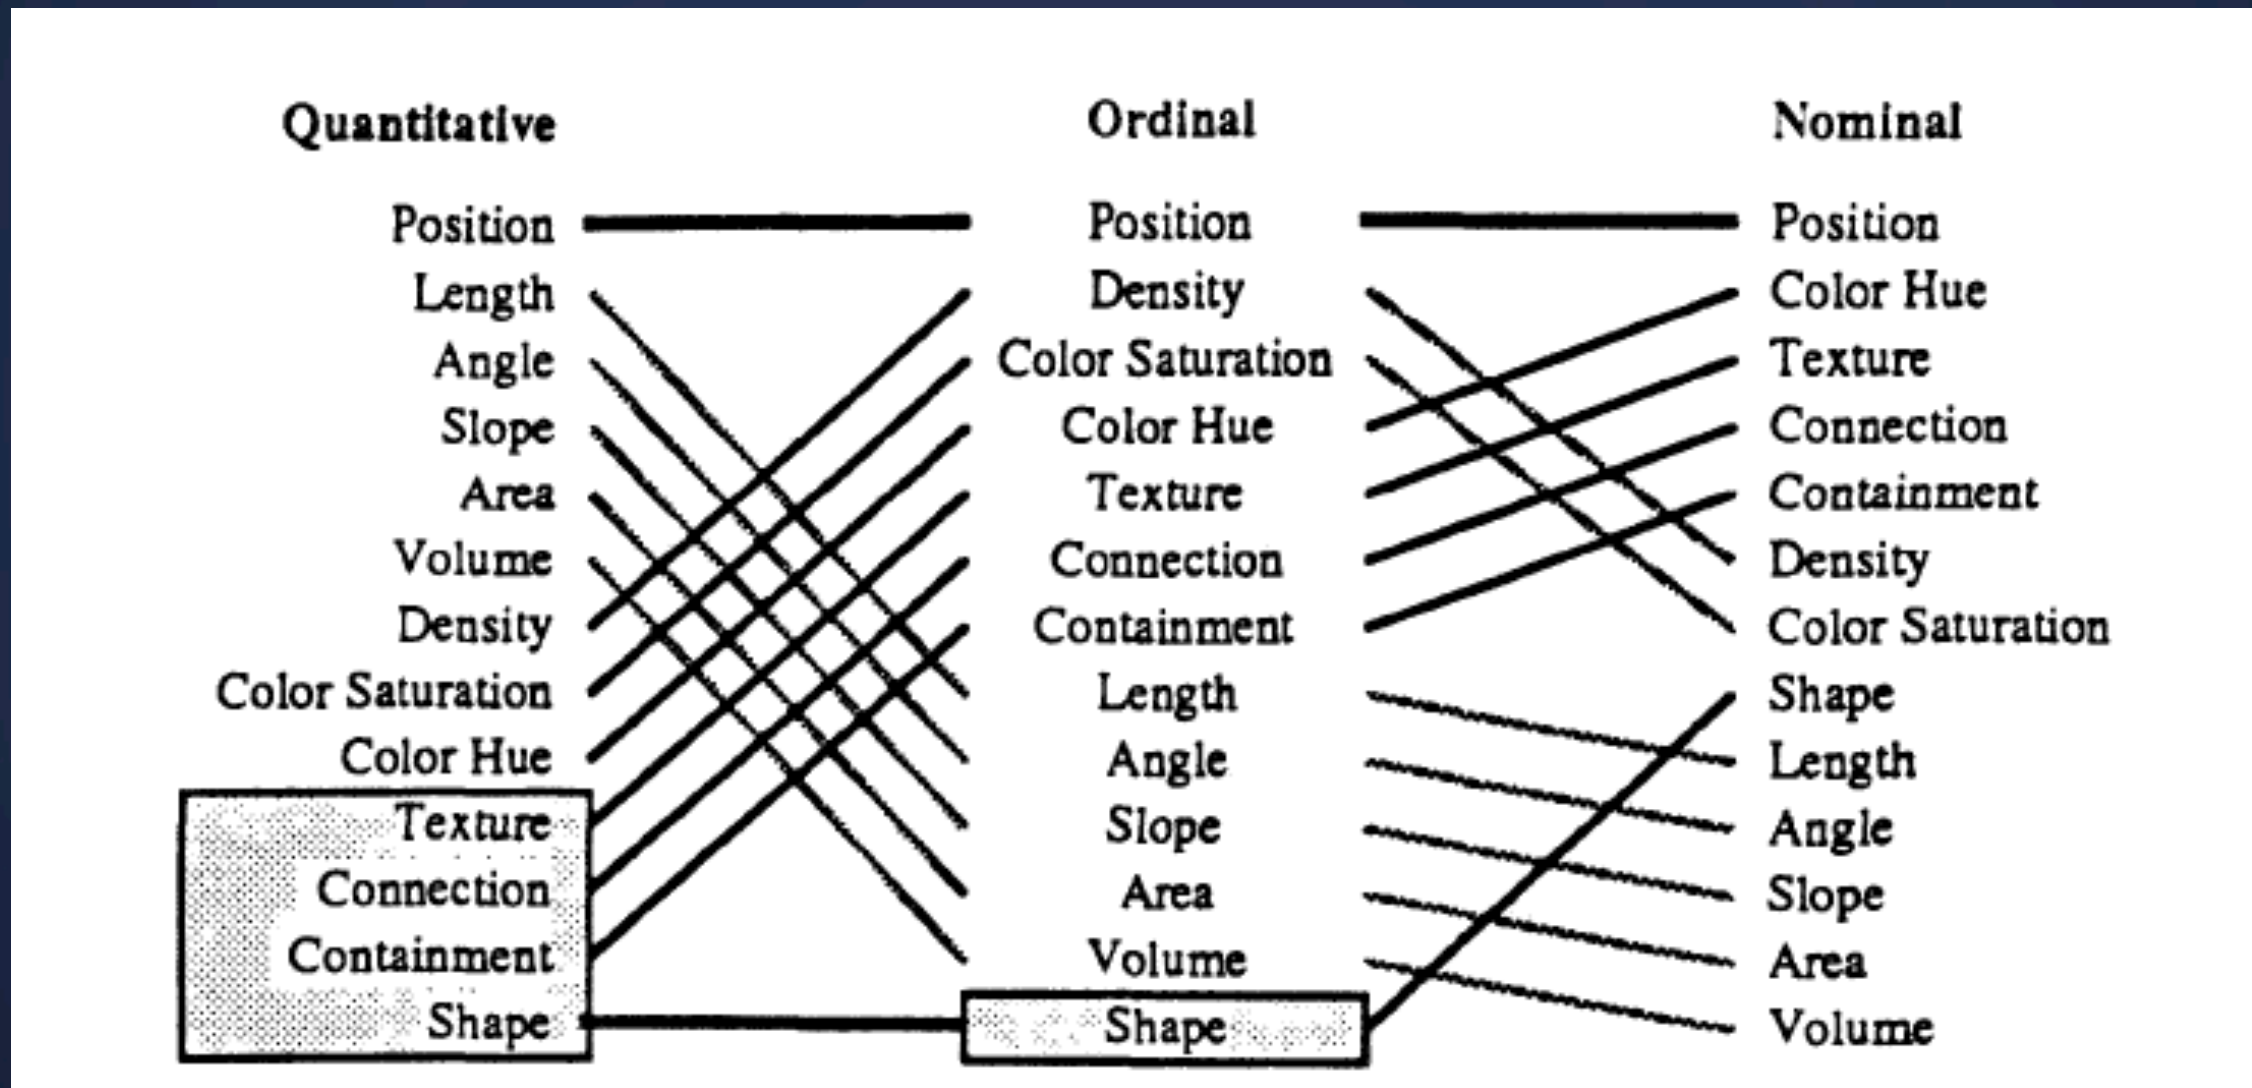 Quantitative Ordinal Nominal
Position Position Position
Length Density Color Hue
Angle Color Saturation Texture
Slope Color Hue Connection
Area Texture Containment
Volume Connection Density
Density Containment Color Saturation
Color Saturation Length Shape
Color Hue Angle Length
Texture Slope Angle
Connection Area Slope
Containment Volume Area
Shape Shape Volume